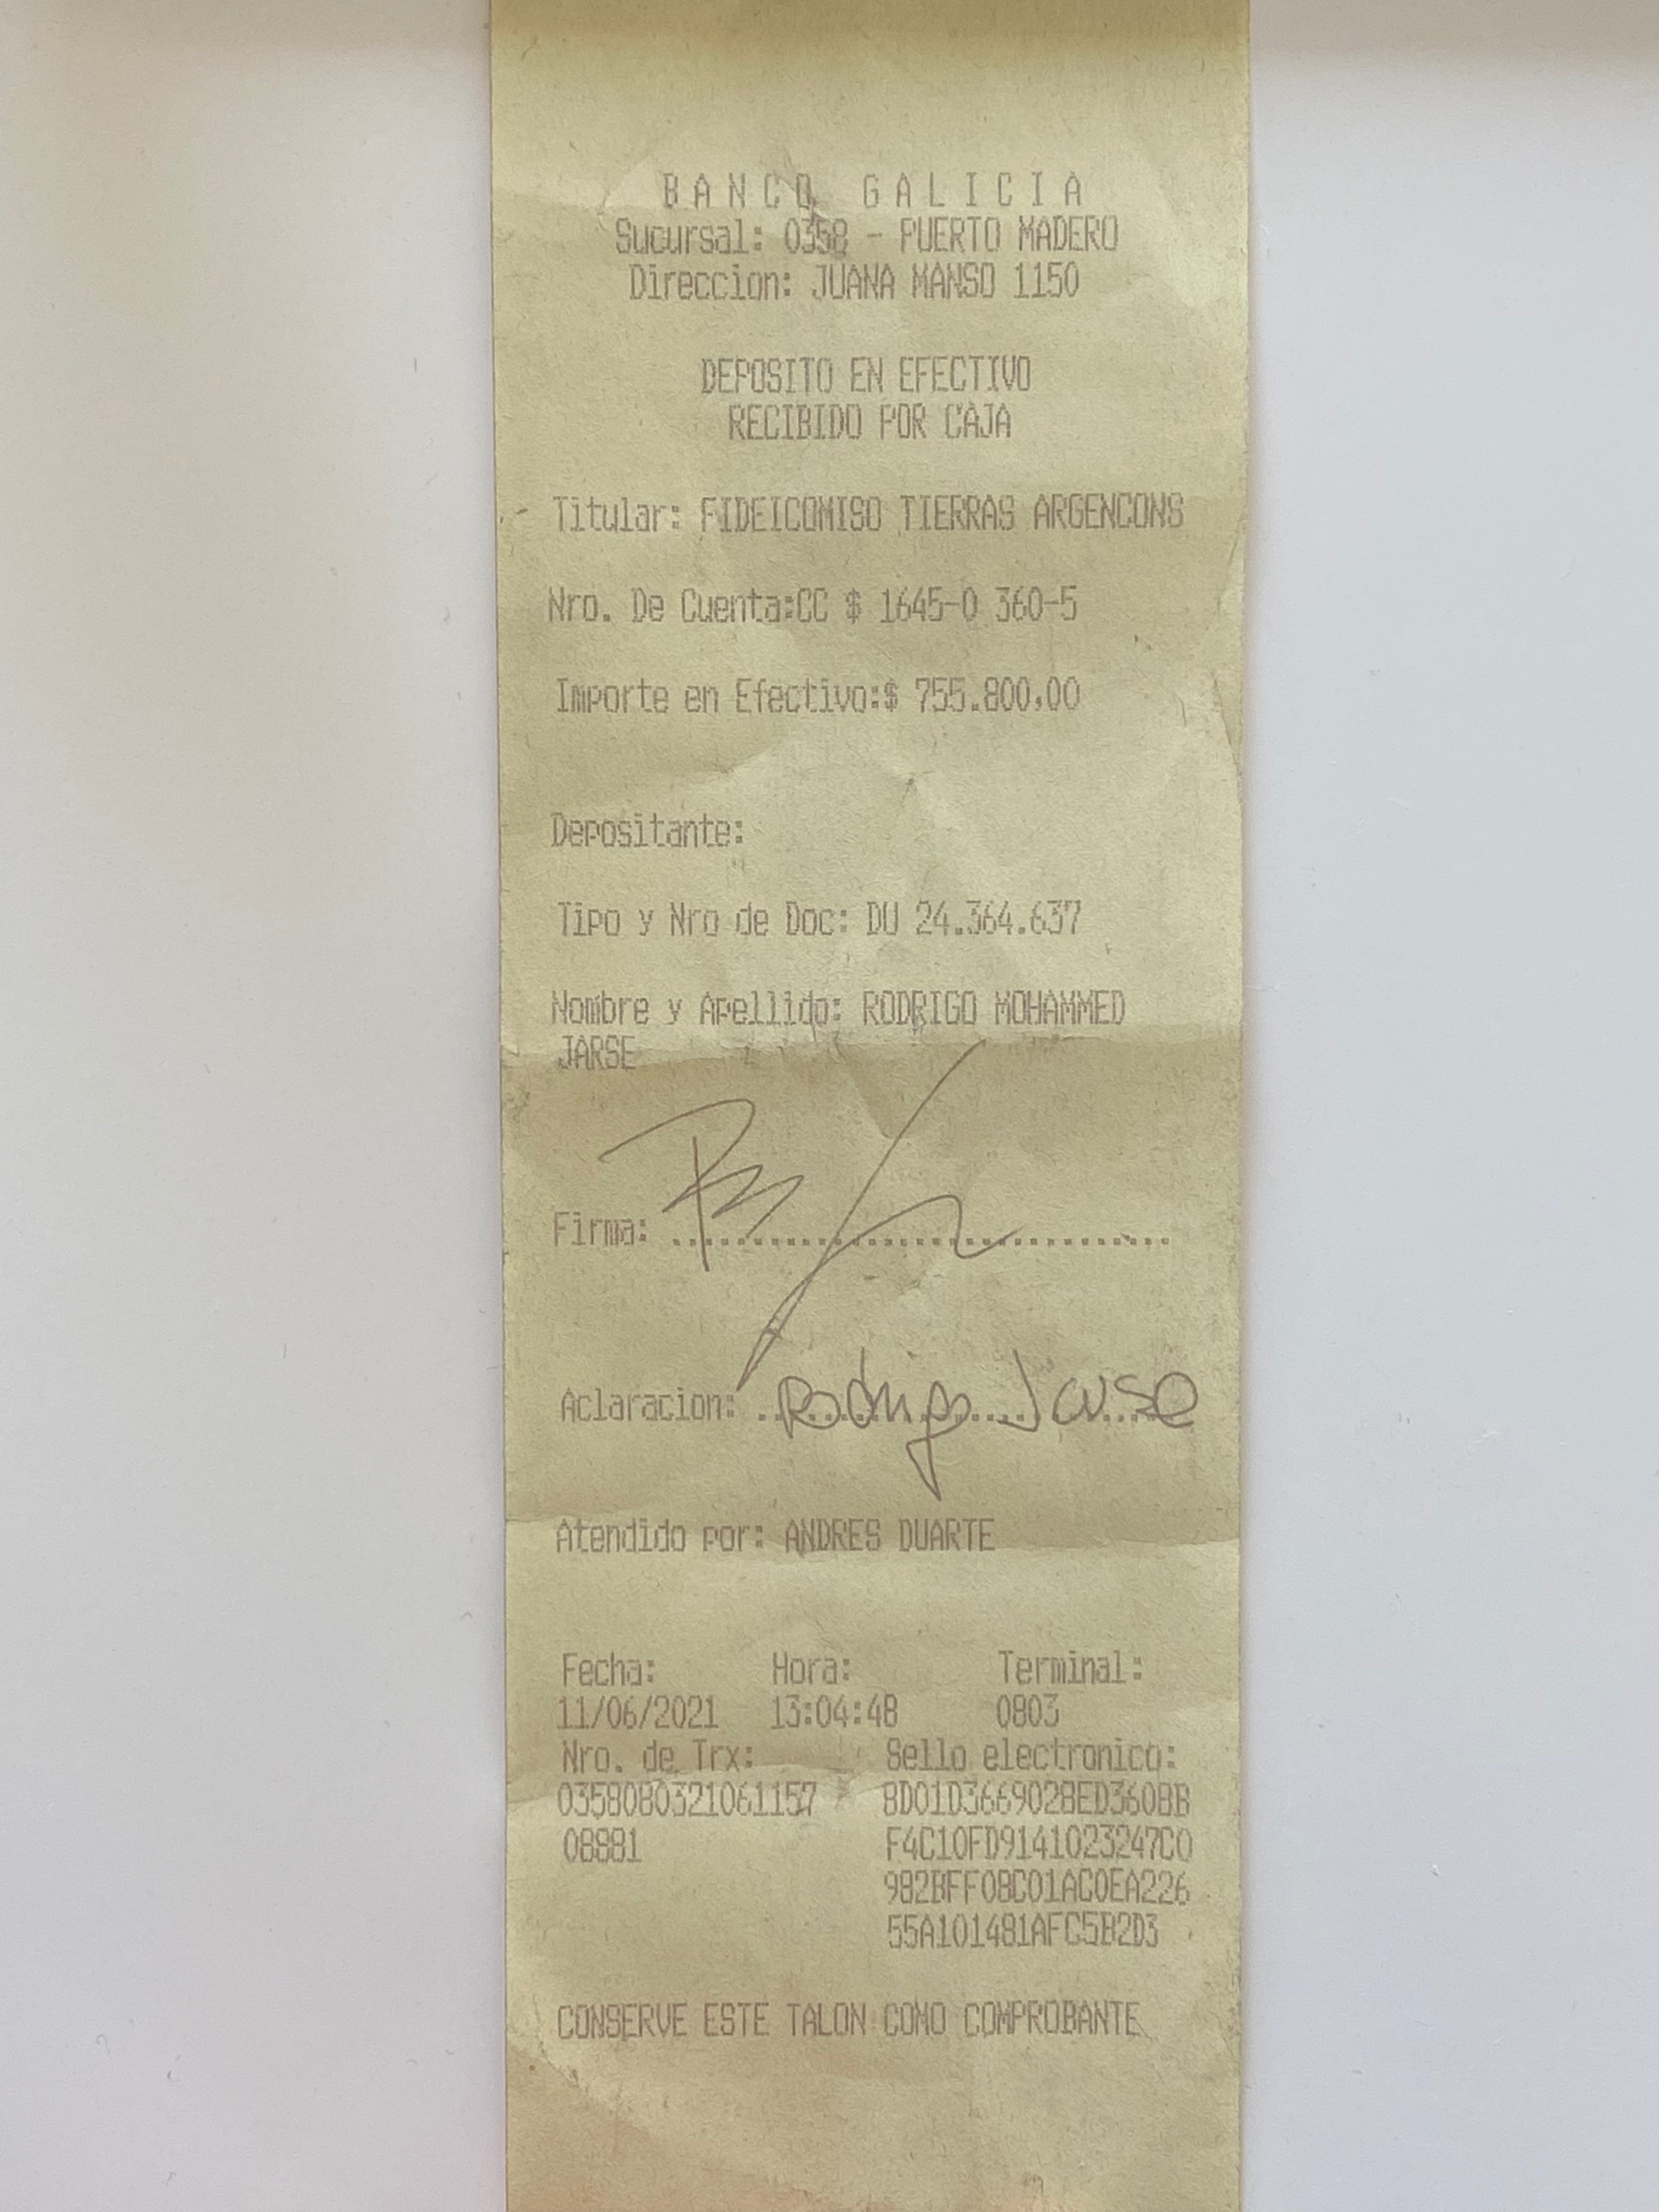 BANCO GALICIA
Sucursal: 0358 - PUERTO MADERO
Direccion: JUANA MANSO 1150
DEPOSITO EN EFECTIVO
RECIBIDO POR CAJA
Titular: FIDEICOMISO TIERRAS ARGENCONS
Nro. De Cuenta:CC $ 1645-0 360-5
Importe en Efectivo:$ 755.800,00
Depositante:
Tipo y Nro de Doc: DU 24.364.637
Nombre y Apellido: RODRIGO MOHAMMED
JARSE
Firma:
Aclaracion: Rodrigo Jarse
Atendido por: ANDRES DUARTE
Fecha: Hora: Terminal:
11/06/2021 13:04:48 0803
Nro. de Trx: Sello electronico:
0358080321061157 8D01D3669028ED3608B
08881 F4C10FD9141023247C0
982BFF08C01AC0EA226
55A101481AFC5B2D3
CONSERVE ESTE TALON COMO COMPROBANTE